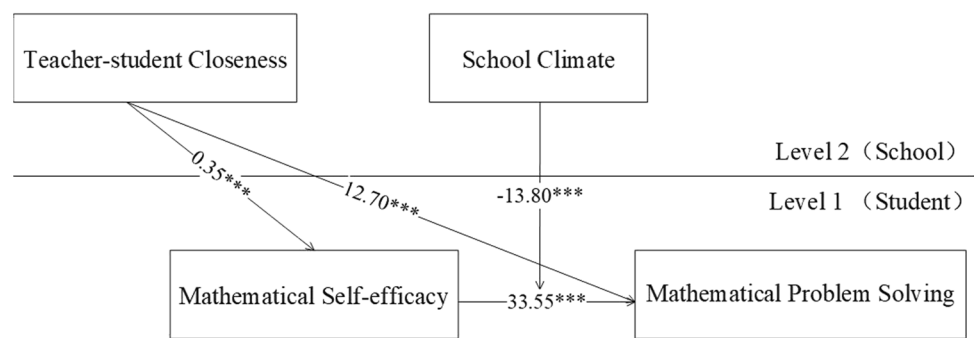 Teacher-student Closeness
School Climate
Level 2（School）
0.35***
12.70***
-13.80***
Level 1 （Student）
Mathematical Self-efficacy
33.55***
Mathematical Problem Solving